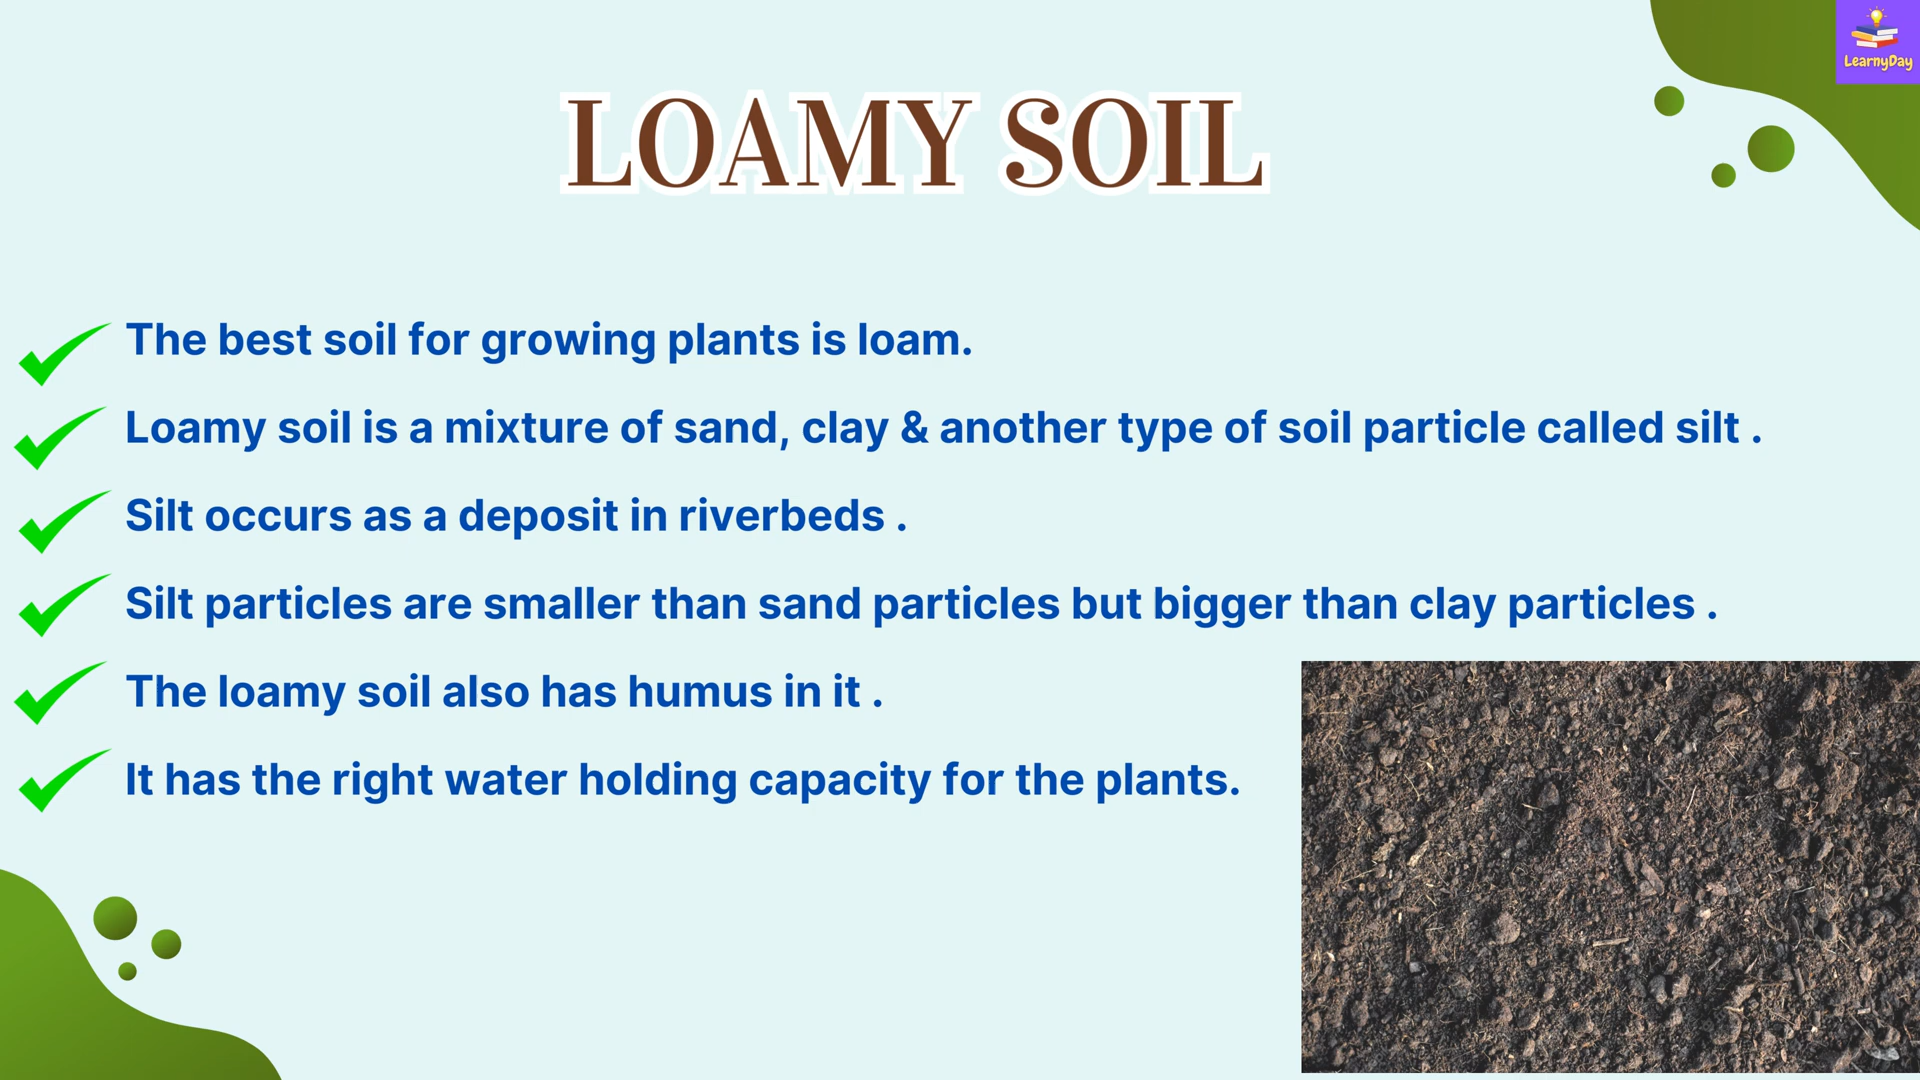 LearnyDay
LOAMY SOIL
The best soil for growing plants is loam.
Loamy soil is a mixture of sand, clay & another type of soil particle called silt .
Silt occurs as a deposit in riverbeds .
Silt particles are smaller than sand particles but bigger than clay particles .
The loamy soil also has humus in it .
It has the right water holding capacity for the plants.